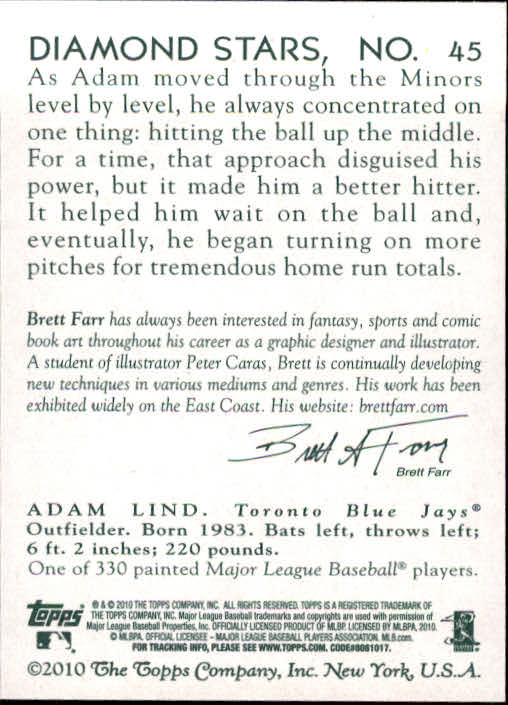 DIAMOND STARS, NO. 45
As Adam moved through the Minors
level by level, he always concentrated on
one thing: hitting the ball up the middle.
For a time, that approach disguised his
power, but it made him a better hitter.
It helped him wait on the ball and,
eventually, he began turning on more
pitches for tremendous home run totals.
Brett Farr has always been interested in fantasy, sports and comic
book art throughout his career as a graphic designer and illustrator.
A student of illustrator Peter Caras, Brett is continually developing
new techniques in various mediums and genres. His work has been
exhibited widely on the East Coast. His website: brettfarr.com
Brett A Farr
Brett Farr
ADAM LIND. Toronto Blue Jays®
Outfielder. Born 1983. Bats left, throws left;
6 ft. 2 inches; 220 pounds.
One of 330 painted Major League Baseball® players.
Topps
® & © 2010 THE TOPPS COMPANY, INC. ALL RIGHTS RESERVED. TOPPS IS A REGISTERED TRADEMARK OF
THE TOPPS COMPANY, INC. Major League Baseball trademarks and copyrights are used with permission of
Major League Baseball Properties, Inc. OFFICIALLY LICENSED PRODUCT OF MLBP. LICENSED BY MLBPA, 2010.
© MLBPA. OFFICIAL LICENSEE – MAJOR LEAGUE BASEBALL PLAYERS ASSOCIATION. MLB.com.
FOR TRACKING INFO, PLEASE SEE WWW.TOPPS.COM. CODE#8081017.
©2010 The Topps Company, Inc. New York, U.S.A.